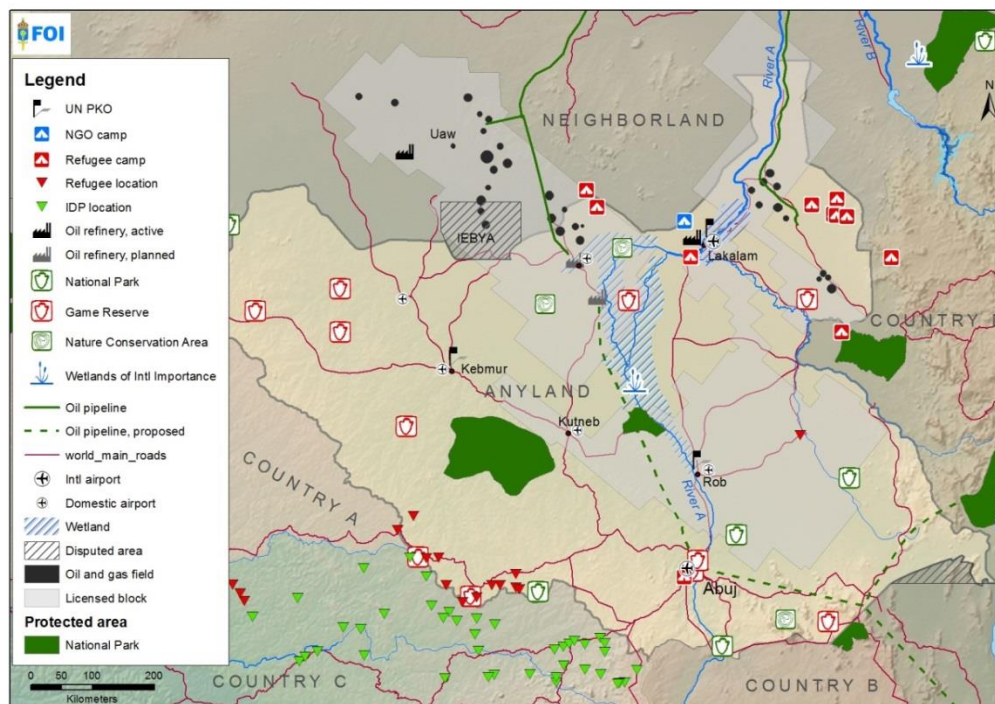 FOI
Legend
UN PKO
NGO camp
Refugee camp
Refugee location
IDP location
Oil refinery, active
Oil refinery, planned
National Park
Game Reserve
Nature Conservation Area
Wetlands of Intl Importance
Oil pipeline
Oil pipeline, proposed
world_main_roads
Intl airport
Domestic airport
Wetland
Disputed area
Oil and gas field
Licensed block
Protected area
National Park
0 50 100 200
Kilometers
River A
River B
N
NEIGHBORLAND
Uaw
IEBYA
Lakalam
COUNTRY
Kebmur
ANYLAND
Kutneb
COUNTRY A
Rob
River A
Abuj
COUNTRY C
COUNTRY B